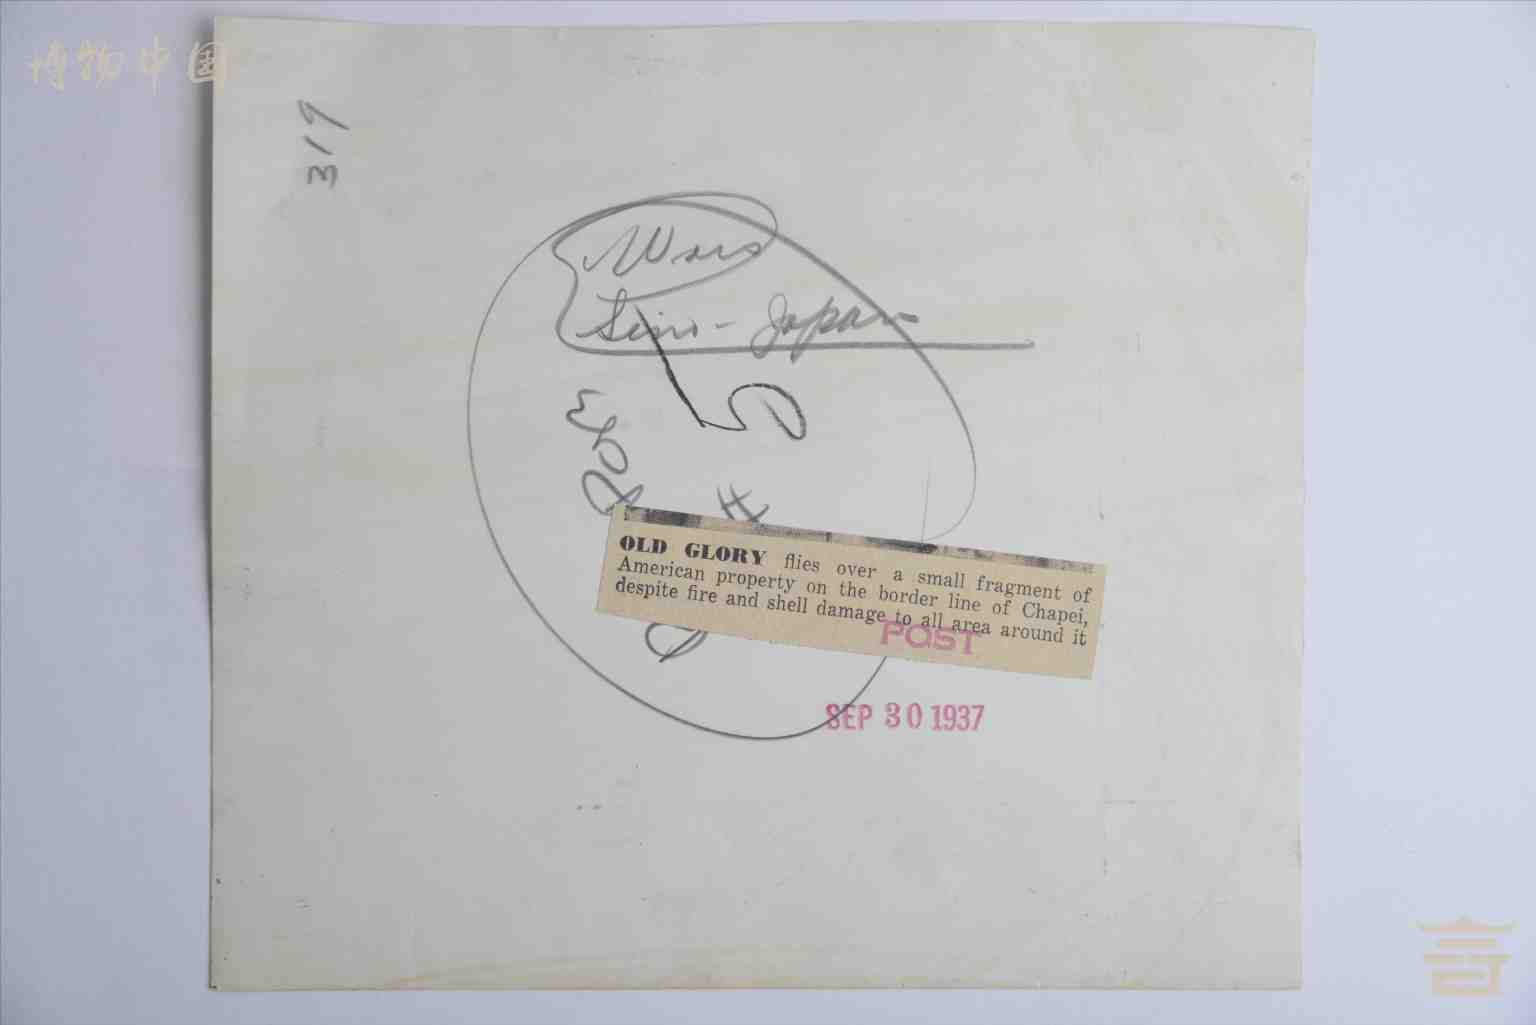 博物中国
319
Wars
Sino-Japan
OLD GLORY flies over a small fragment of
American property on the border line of Chapei,
despite fire and shell damage to all area around it
POST
SEP 30 1937